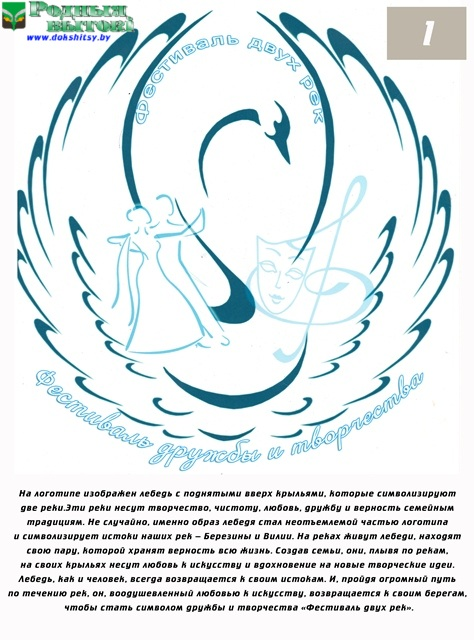 Родныя
вытокi
www.dokshitsy.by
1
Фестиваль двух рек
Фестиваль дружбы и творчества
На логотипе изображен лебедь с поднятыми вверх крыльями, которые символизируют
две реки.Эти реки несут творчество, чистоту, любовь, дружбу и верность семейным
традициям. Не случайно, именно образ лебедя стал неотъемлемой частью логотипа
и символизирует истоки наших рек – Березины и Вилии. На реках живут лебеди, находят
свою пару, которой хранят верность всю жизнь. Создав семьи, они, плывя по рекам,
на своих крыльях несут любовь к искусству и вдохновение на новые творческие идеи.
Лебедь, как и человек, всегда возвращается к своим истокам. И, пройдя огромный путь
по течению рек, он, воодушевленный любовью к искусству, возвращается к своим берегам,
чтобы стать символом дружбы и творчества «Фестиваль двух рек».